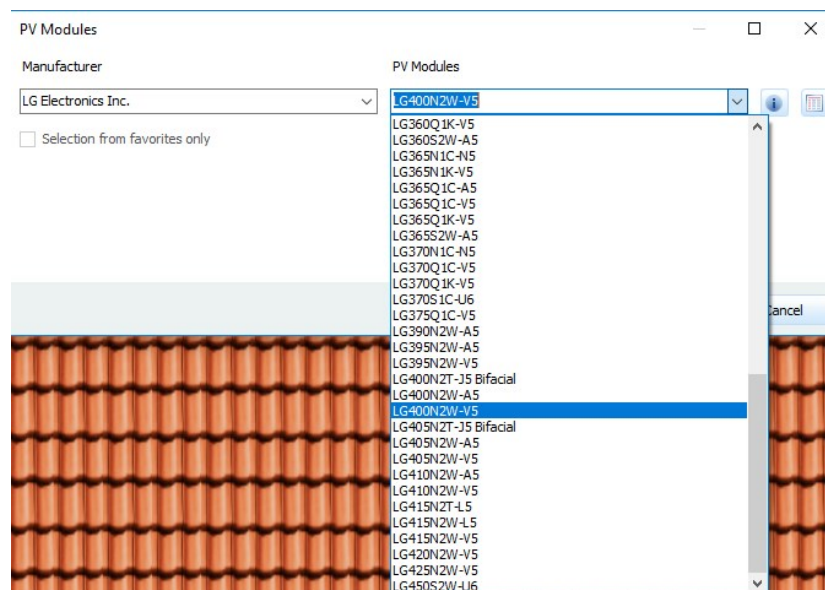 PV Modules
Manufacturer
PV Modules
LG Electronics Inc.
LG400N2W-V5
Selection from favorites only
LG360Q1K-V5
LG360S2W-A5
LG365N1C-N5
LG365N1K-V5
LG365Q1C-A5
LG365Q1C-V5
LG365Q1K-V5
LG365S2W-A5
LG370N1C-N5
LG370Q1C-V5
LG370Q1K-V5
LG370S1C-U6
LG375Q1C-V5
LG390N2W-A5
LG395N2W-A5
LG395N2W-V5
LG400N2T-J5 Bifacial
LG400N2W-A5
LG400N2W-V5
LG405N2T-J5 Bifacial
LG405N2W-A5
LG405N2W-V5
LG410N2W-A5
LG410N2W-V5
LG415N2T-L5
LG415N2W-L5
LG415N2W-V5
LG420N2W-V5
LG425N2W-V5
LG450S2W-U6
Cancel